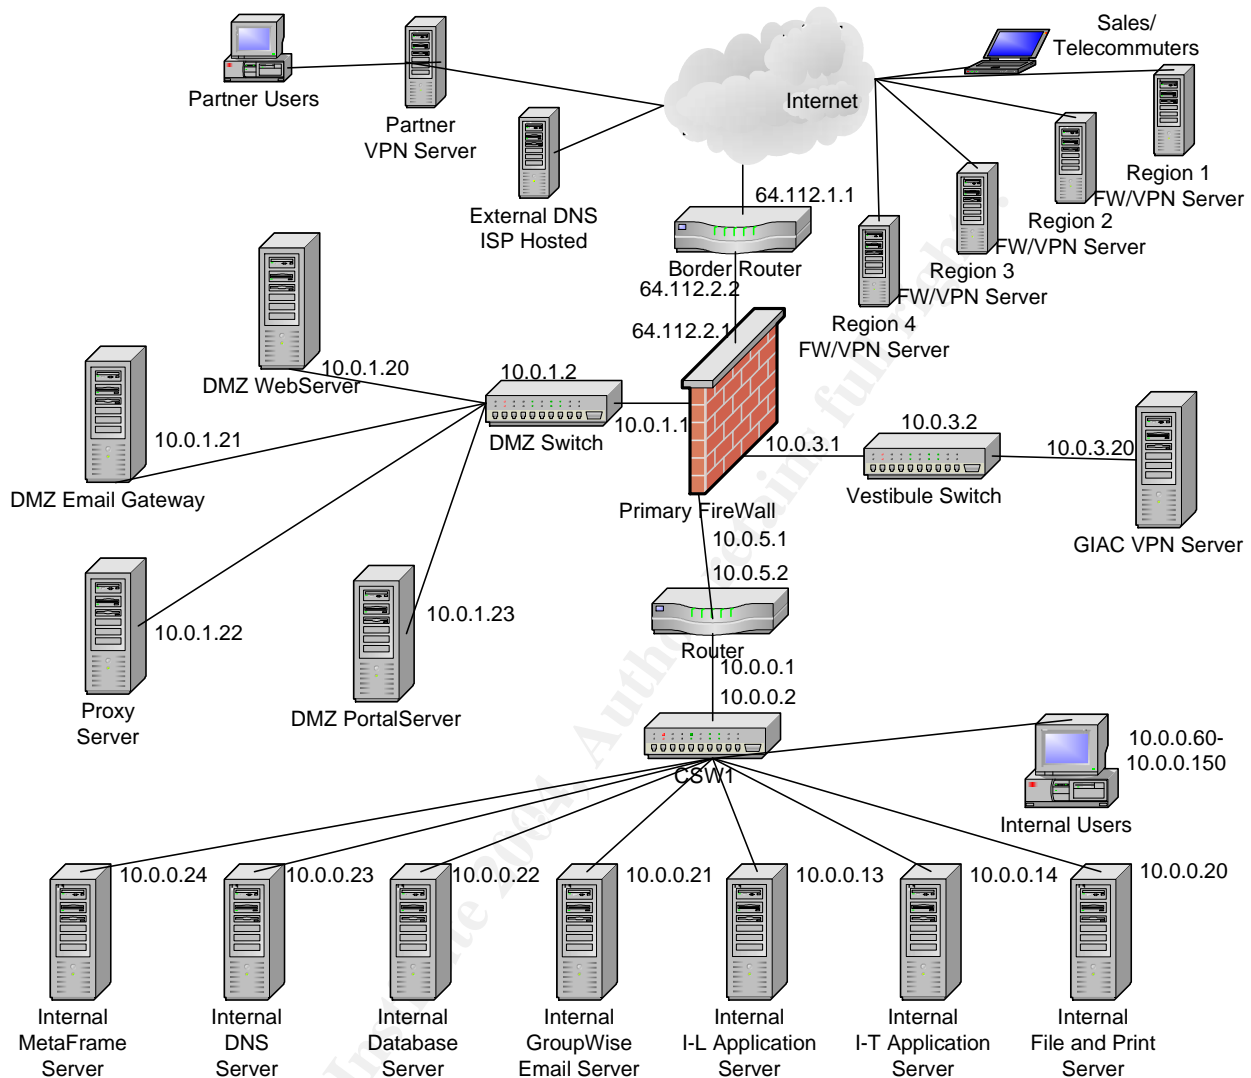 Sales/
Telecommuters
Internet
Partner Users
Partner
VPN Server
External DNS
ISP Hosted
Region 1
FW/VPN Server
Region 2
FW/VPN Server
Region 3
FW/VPN Server
Region 4
FW/VPN Server
64.112.1.1
Border Router
64.112.2.2
64.112.2.1
DMZ WebServer
10.0.1.20
10.0.1.2
DMZ Switch
10.0.1.1
10.0.3.1
10.0.3.2
Vestibule Switch
10.0.3.20
GIAC VPN Server
DMZ Email Gateway
10.0.1.21
Primary FireWall
10.0.5.1
10.0.5.2
Router
10.0.0.1
10.0.0.2
CSW1
Proxy
Server
10.0.1.22
DMZ PortalServer
10.0.1.23
10.0.0.60-
10.0.0.150
Internal Users
10.0.0.24
10.0.0.23
10.0.0.22
10.0.0.21
10.0.0.13
10.0.0.14
10.0.0.20
Internal
MetaFrame
Server
Internal
DNS
Server
Internal
Database
Server
Internal
GroupWise
Email Server
Internal
I-L Application
Server
Internal
I-T Application
Server
Internal
File and Print
Server
Institute 2004, Author retains full rights.